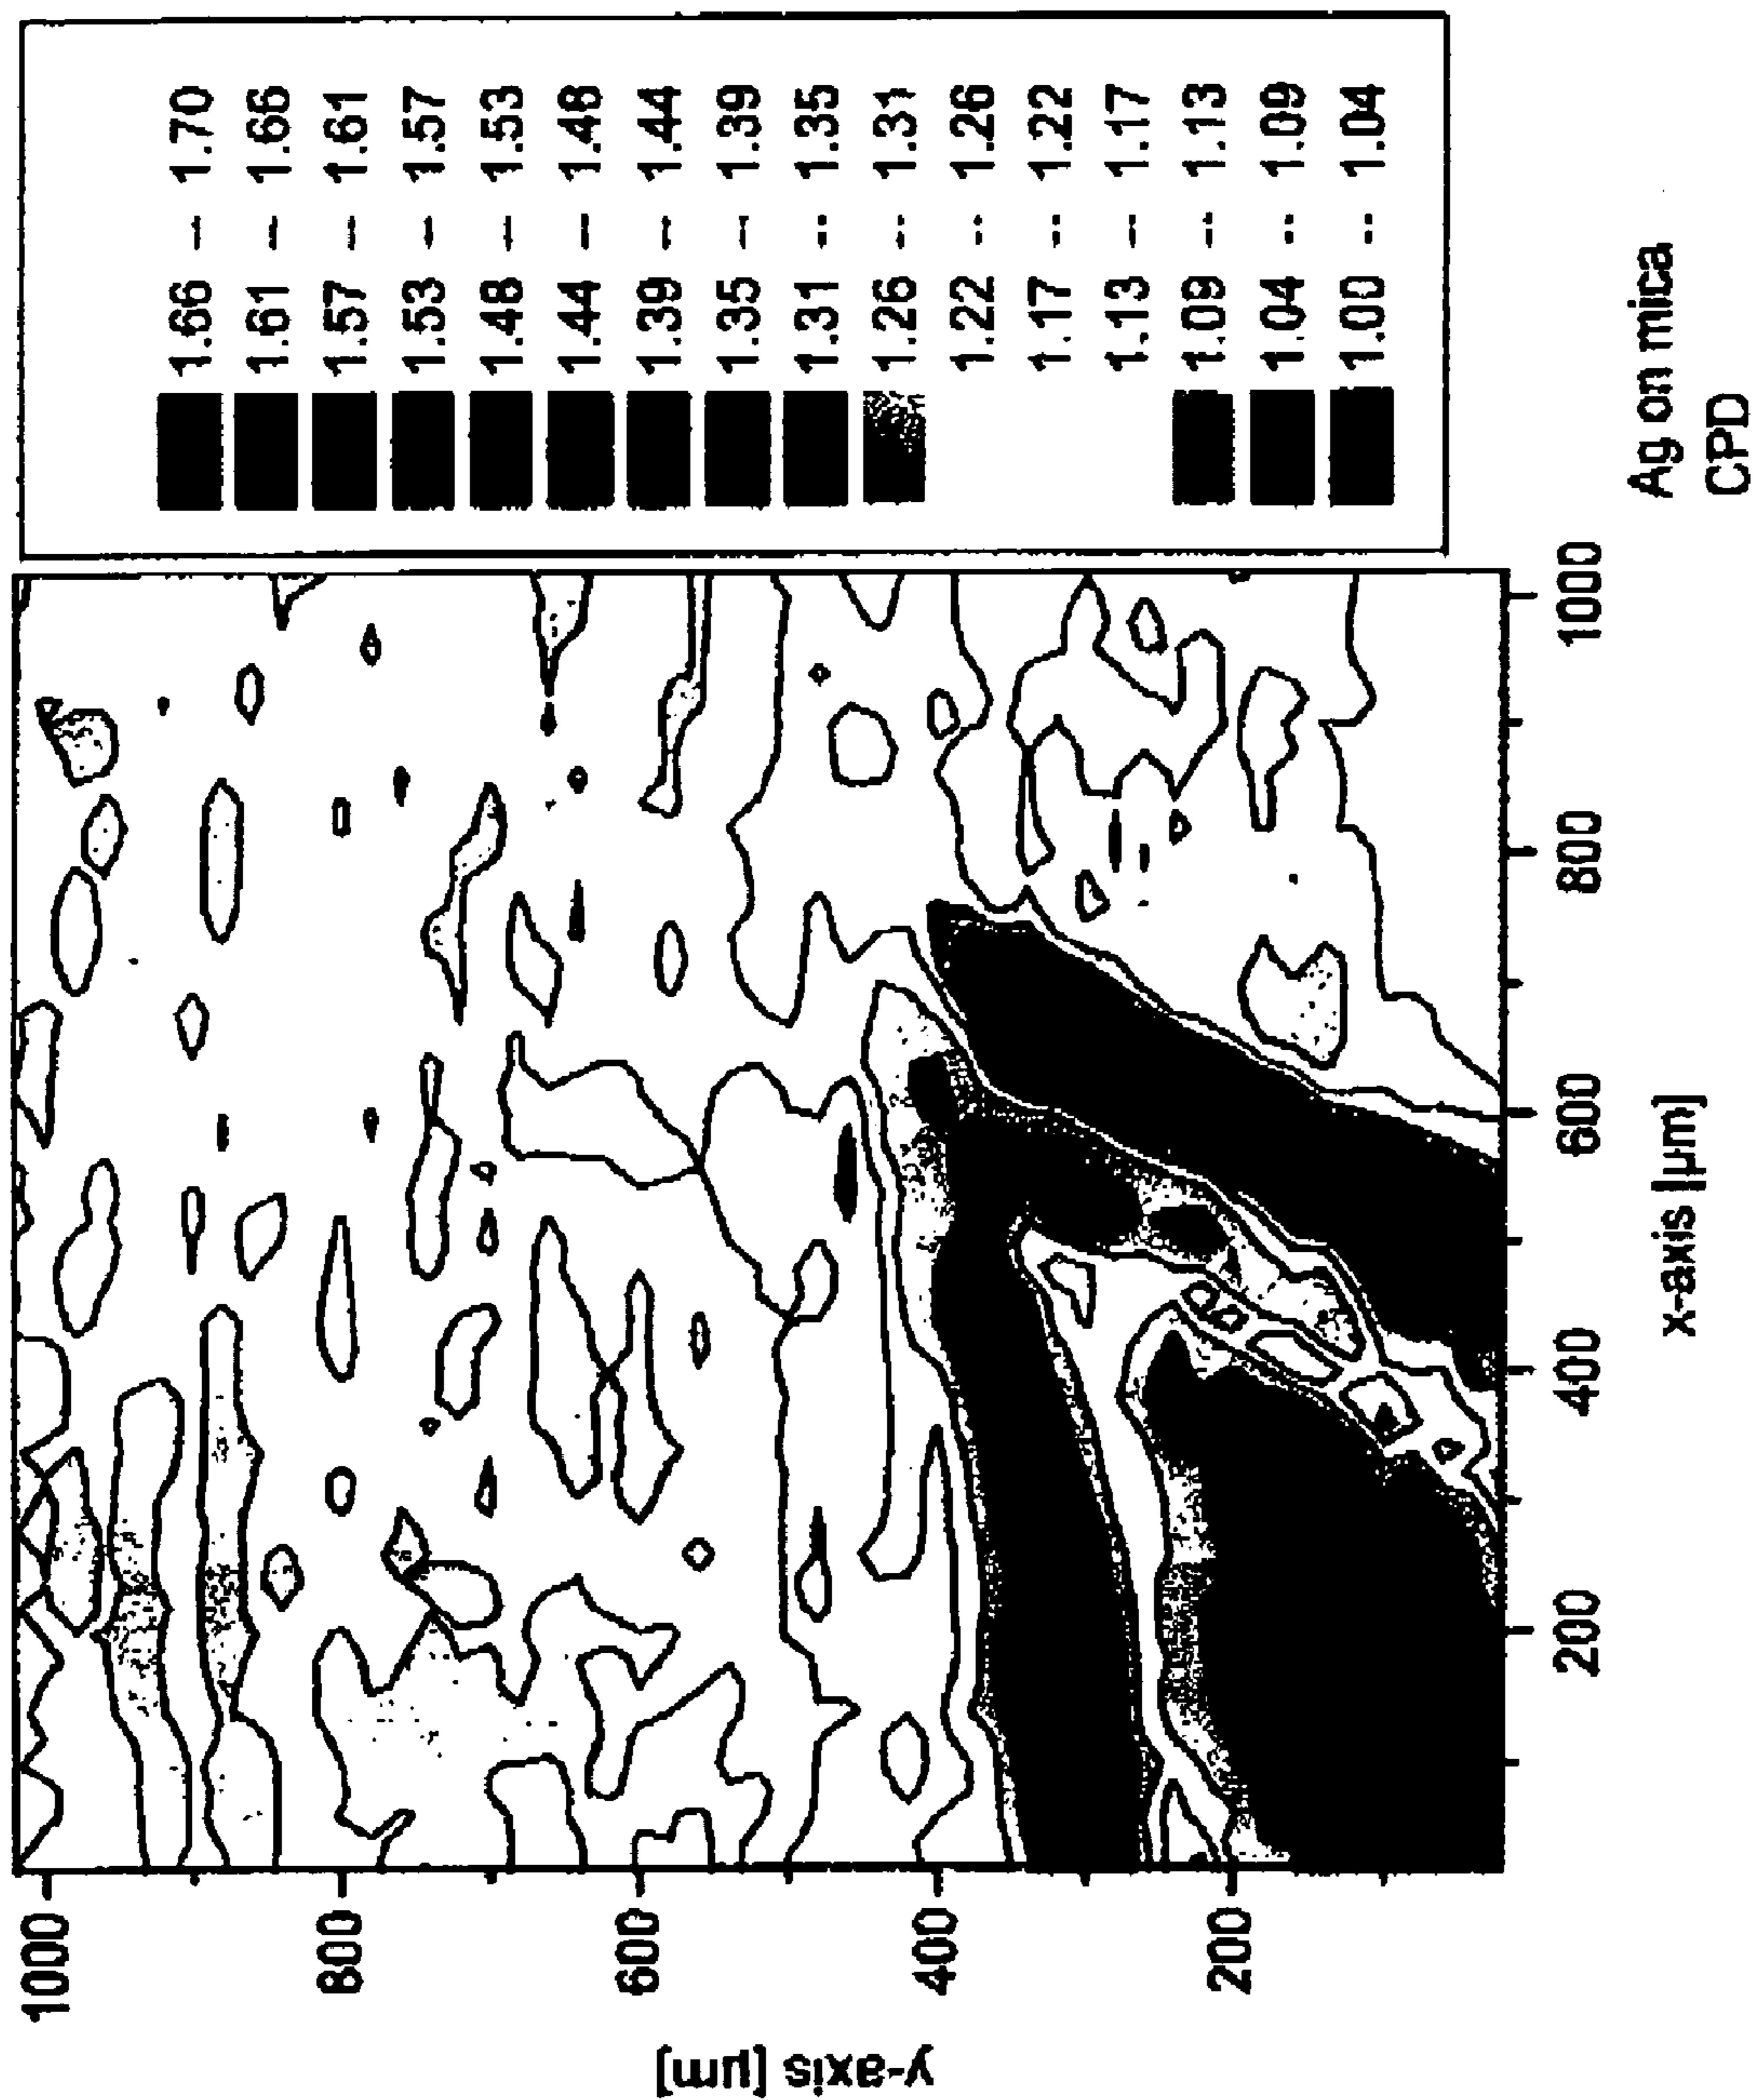 1.66 - 1.70
1.61 - 1.66
1.57 - 1.61
1.53 - 1.57
1.48 - 1.53
1.44 - 1.48
1.39 - 1.44
1.35 - 1.39
1.31 -- 1.35
1.26 -- 1.31
1.22 -- 1.26
1.17 -- 1.22
1.13 -- 1.17
1.09 -- 1.13
1.04 -- 1.09
1.00 -- 1.04
Ag on mica
CPD
y-axis [µm]
1000
800
600
400
200
200
400
600
800
1000
x-axis [µm]